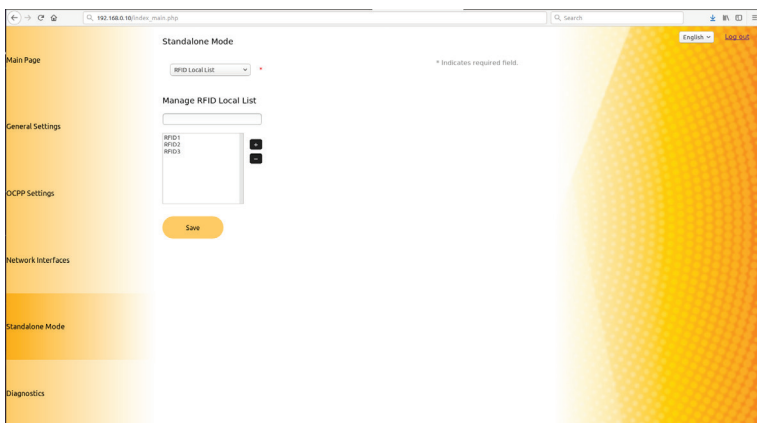 192.168.0.10/index_main.php
Search
English
Log out
Main Page
General Settings
OCPP Settings
Network Interfaces
Standalone Mode
Diagnostics
Standalone Mode
RFID Local List
*
* Indicates required field.
Manage RFID Local List
RFID1
RFID2
RFID3
+
-
Save